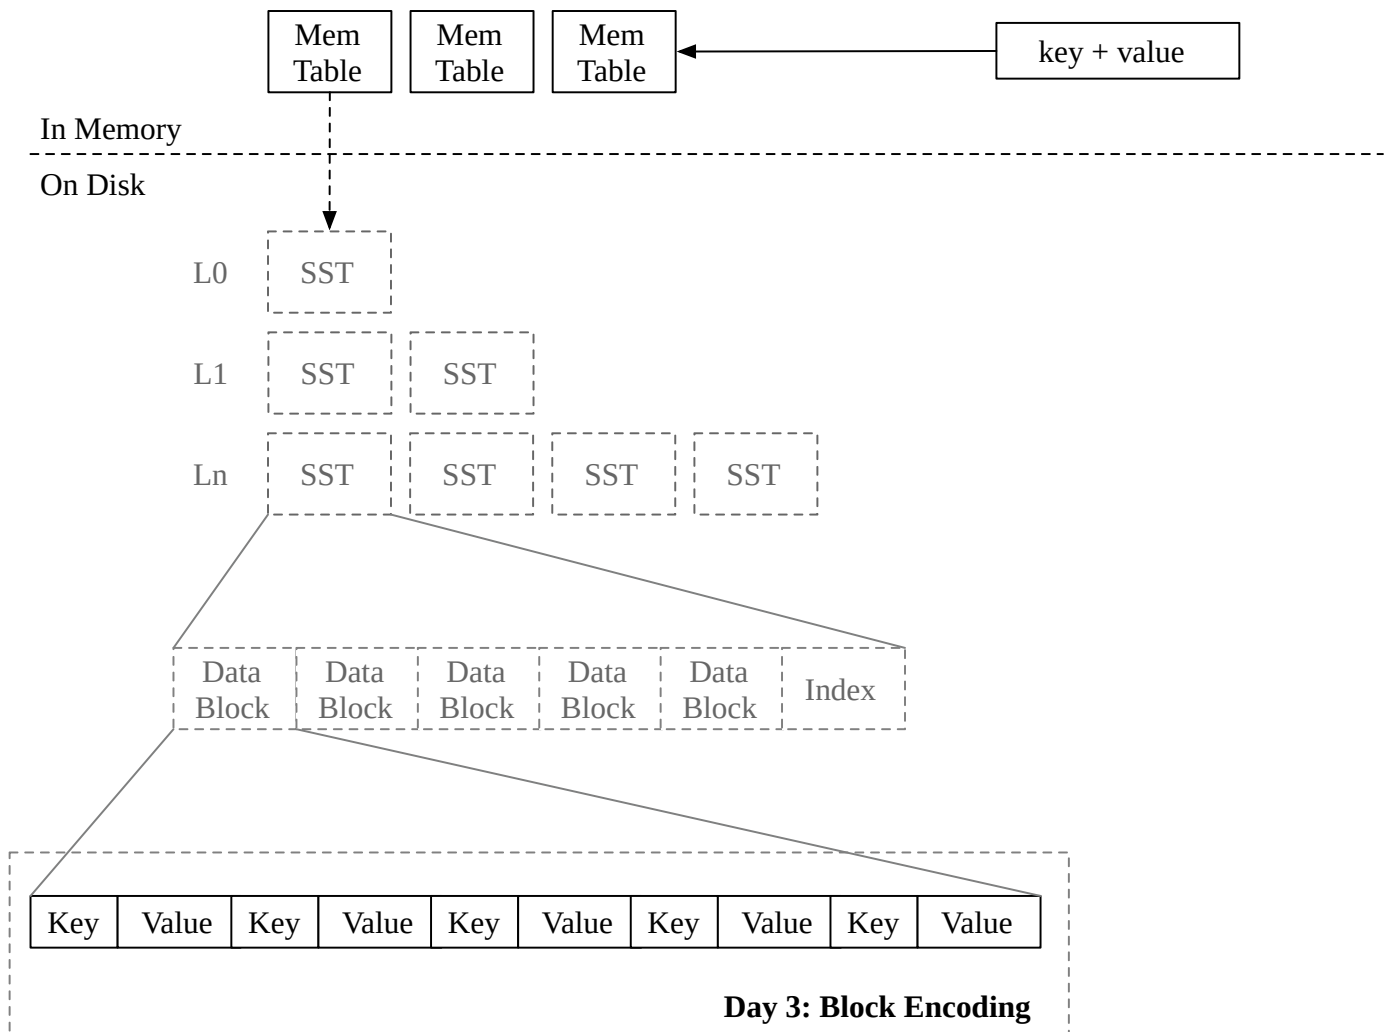 Mem
Table
Mem
Table
Mem
Table
key + value
In Memory
On Disk
L0
SST
L1
SST
SST
Ln
SST
SST
SST
SST
Data
Block
Data
Block
Data
Block
Data
Block
Data
Block
Index
Key
Value
Key
Value
Key
Value
Key
Value
Key
Value
Day 3: Block Encoding